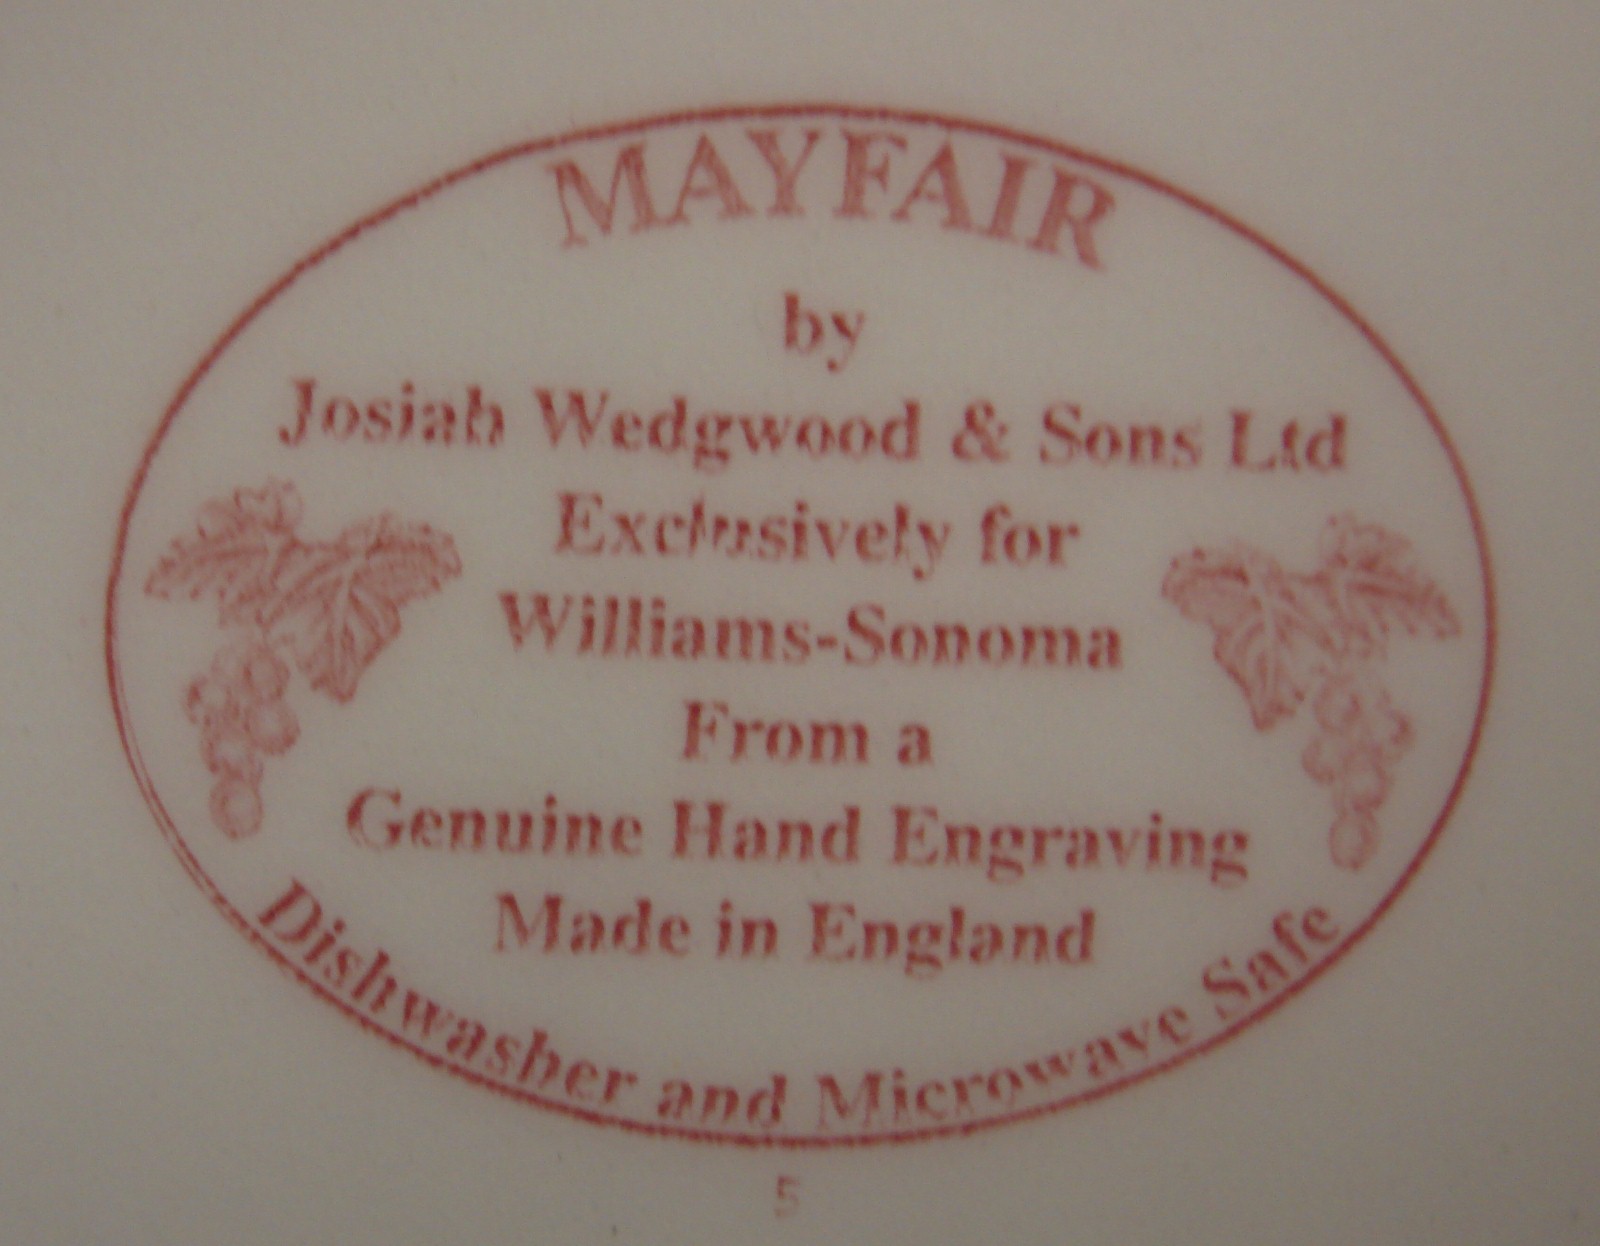 MAYFAIR
by
Josiah Wedgwood & Sons Ltd
Exclusively for
Williams-Sonoma
From a
Genuine Hand Engraving
Made in England
Dishwasher and Microwave Safe
5